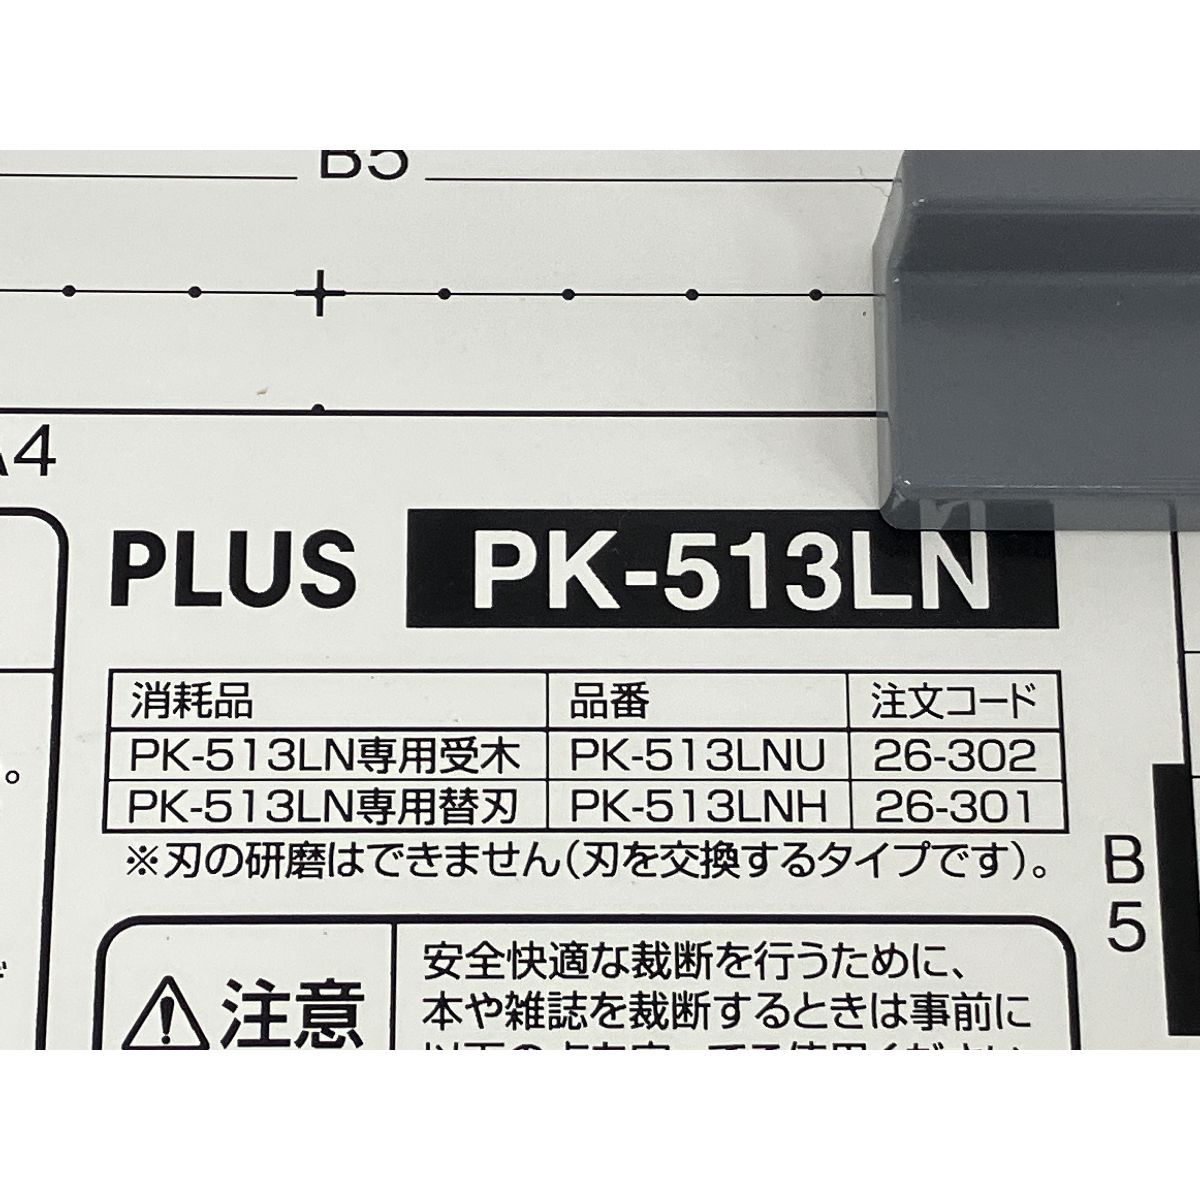 B5
A4
PLUS PK-513LN
消耗品 品番 注文コード
PK-513LN専用受木 PK-513LNU 26-302
PK-513LN専用替刃 PK-513LNH 26-301
※刃の研磨はできません(刃を交換するタイプです)。
B
5
。
⚠注意
安全快適な裁断を行うために、
本や雑誌を裁断するときは事前に